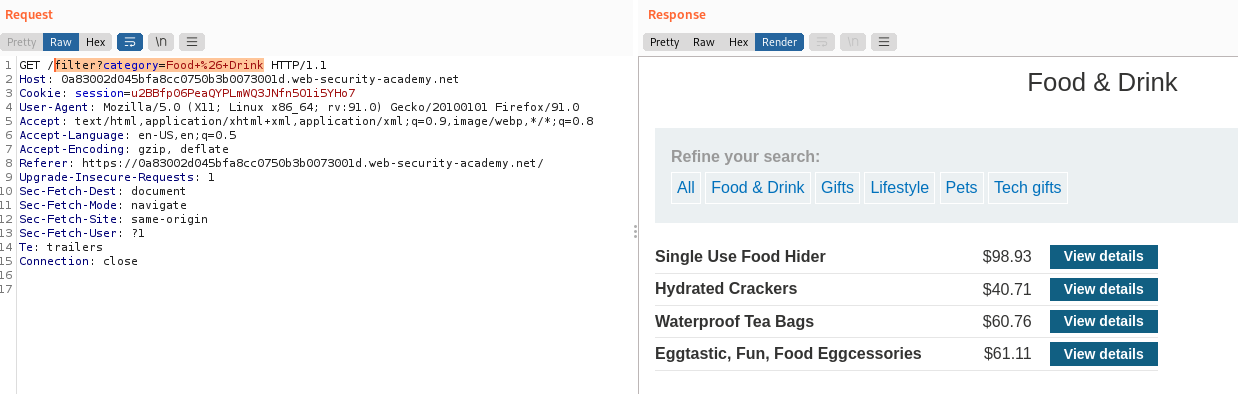 Request
Pretty Raw Hex \n
1 GET /filter?category=Food+%26+Drink HTTP/1.1
2 Host: 0a83002d045bfa8cc0750b3b0073001d.web-security-academy.net
3 Cookie: session=u2BBfp06PeaQYPLmWQ3JNfn5O1i5YHo7
4 User-Agent: Mozilla/5.0 (X11; Linux x86_64; rv:91.0) Gecko/20100101 Firefox/91.0
5 Accept: text/html,application/xhtml+xml,application/xml;q=0.9,image/webp,*/*;q=0.8
6 Accept-Language: en-US,en;q=0.5
7 Accept-Encoding: gzip, deflate
8 Referer: https://0a83002d045bfa8cc0750b3b0073001d.web-security-academy.net/
9 Upgrade-Insecure-Requests: 1
10 Sec-Fetch-Dest: document
11 Sec-Fetch-Mode: navigate
12 Sec-Fetch-Site: same-origin
13 Sec-Fetch-User: ?1
14 Te: trailers
15 Connection: close
16
17
Response
Pretty Raw Hex Render \n
Food & Drink
Refine your search:
All Food & Drink Gifts Lifestyle Pets Tech gifts
Single Use Food Hider $98.93 View details
Hydrated Crackers $40.71 View details
Waterproof Tea Bags $60.76 View details
Eggtastic, Fun, Food Eggcessories $61.11 View details